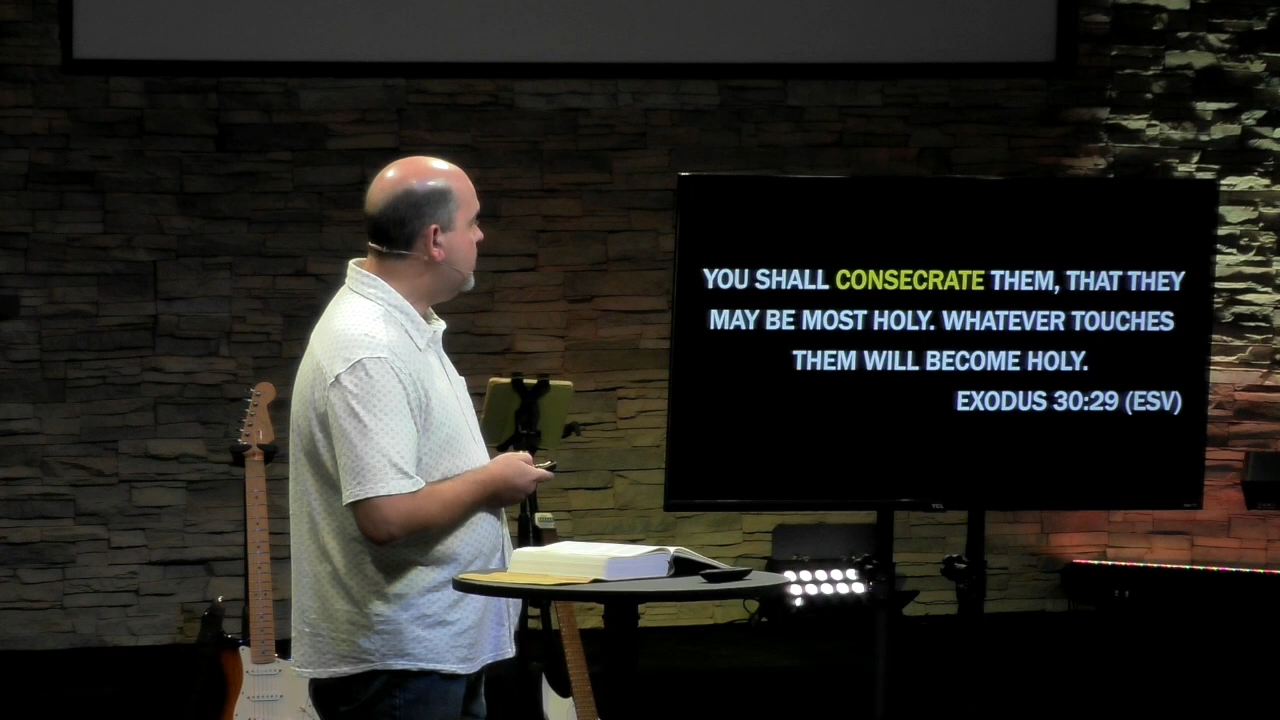 YOU SHALL CONSECRATE THEM, THAT THEY
MAY BE MOST HOLY. WHATEVER TOUCHES
THEM WILL BECOME HOLY.
EXODUS 30:29 (ESV)
TCL